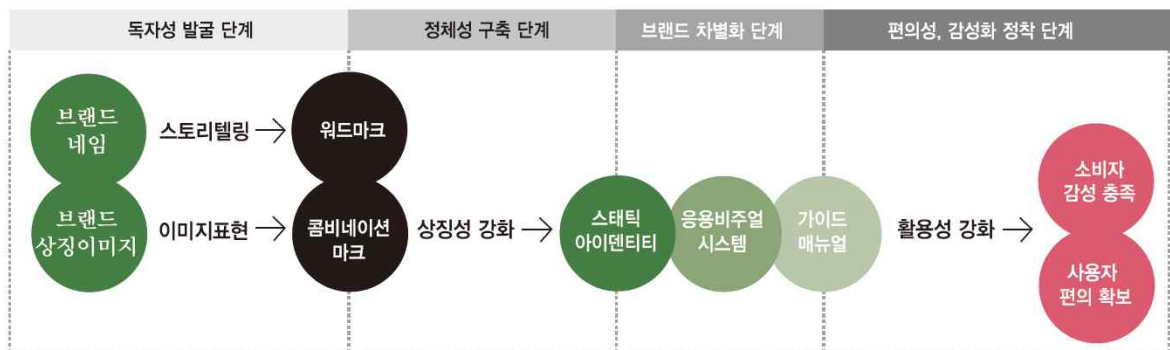 독자성 발굴 단계
정체성 구축 단계
브랜드 차별화 단계
편의성, 감성화 정착 단계
브랜드
네임
스토리텔링
워드마크
브랜드
상징이미지
이미지표현
콤비네이션
마크
상징성 강화
스태틱
아이덴티티
응용비주얼
시스템
가이드
매뉴얼
활용성 강화
소비자
감성 충족
사용자
편의 확보